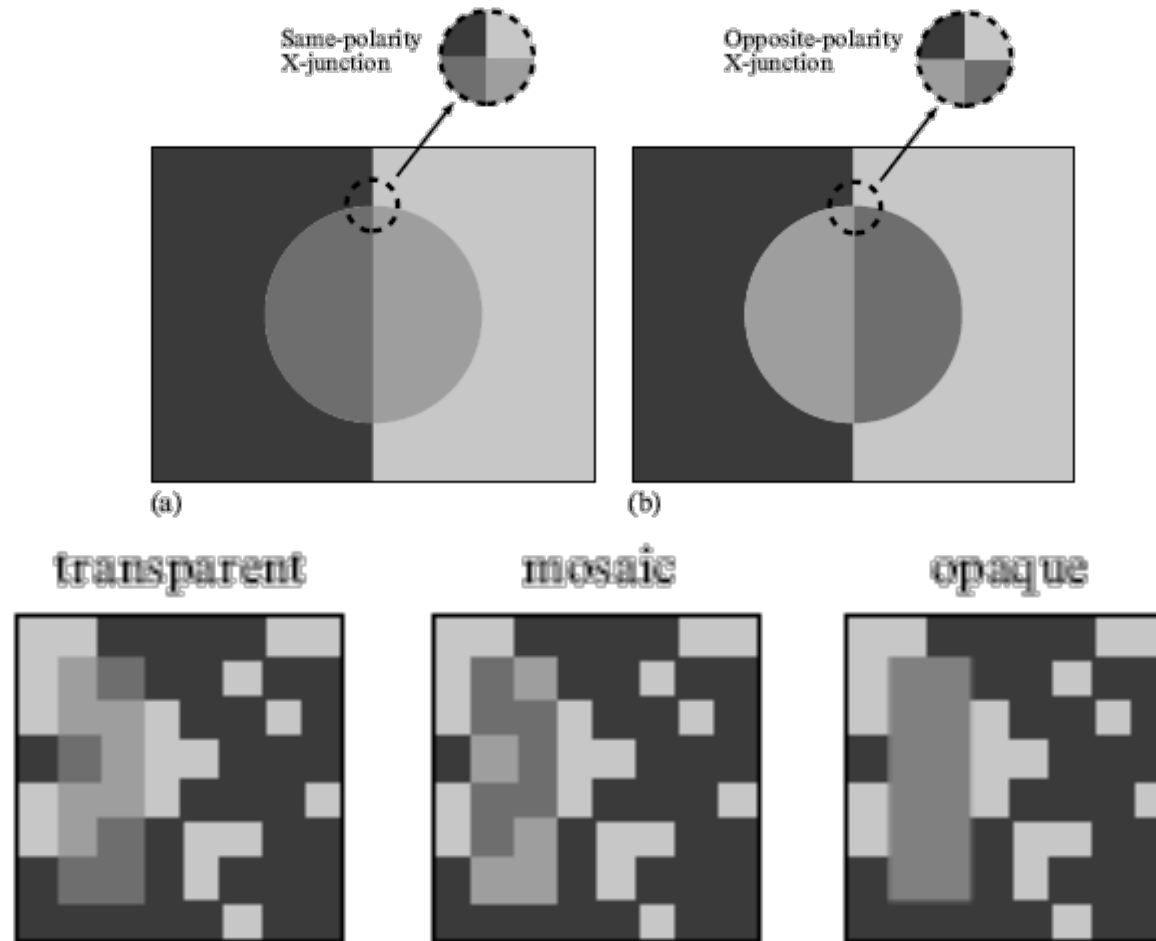 Same-polarity
X-junction
Opposite-polarity
X-junction
(a)
(b)
transparent
mosaic
opaque